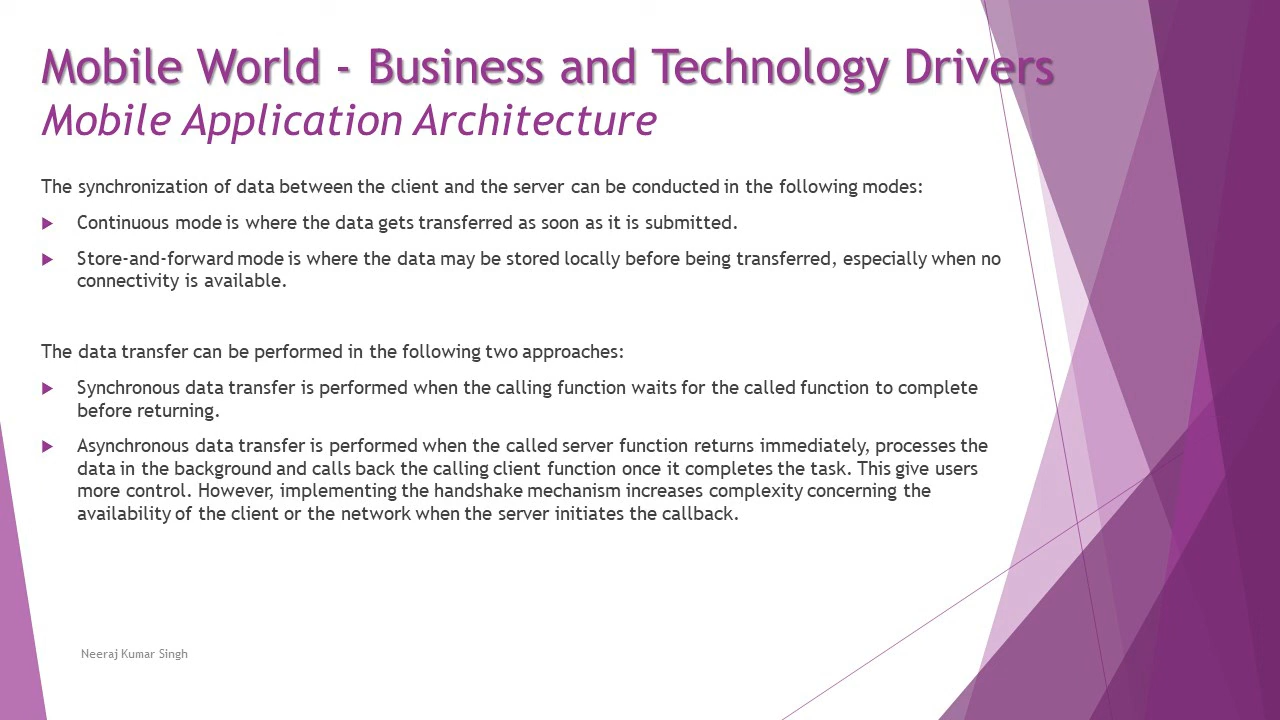 Mobile World - Business and Technology Drivers
Mobile Application Architecture
The synchronization of data between the client and the server can be conducted in the following modes:
Continuous mode is where the data gets transferred as soon as it is submitted.
Store-and-forward mode is where the data may be stored locally before being transferred, especially when no
connectivity is available.
The data transfer can be performed in the following two approaches:
Synchronous data transfer is performed when the calling function waits for the called function to complete
before returning.
Asynchronous data transfer is performed when the called server function returns immediately, processes the
data in the background and calls back the calling client function once it completes the task. This give users
more control. However, implementing the handshake mechanism increases complexity concerning the
availability of the client or the network when the server initiates the callback.
Neeraj Kumar Singh